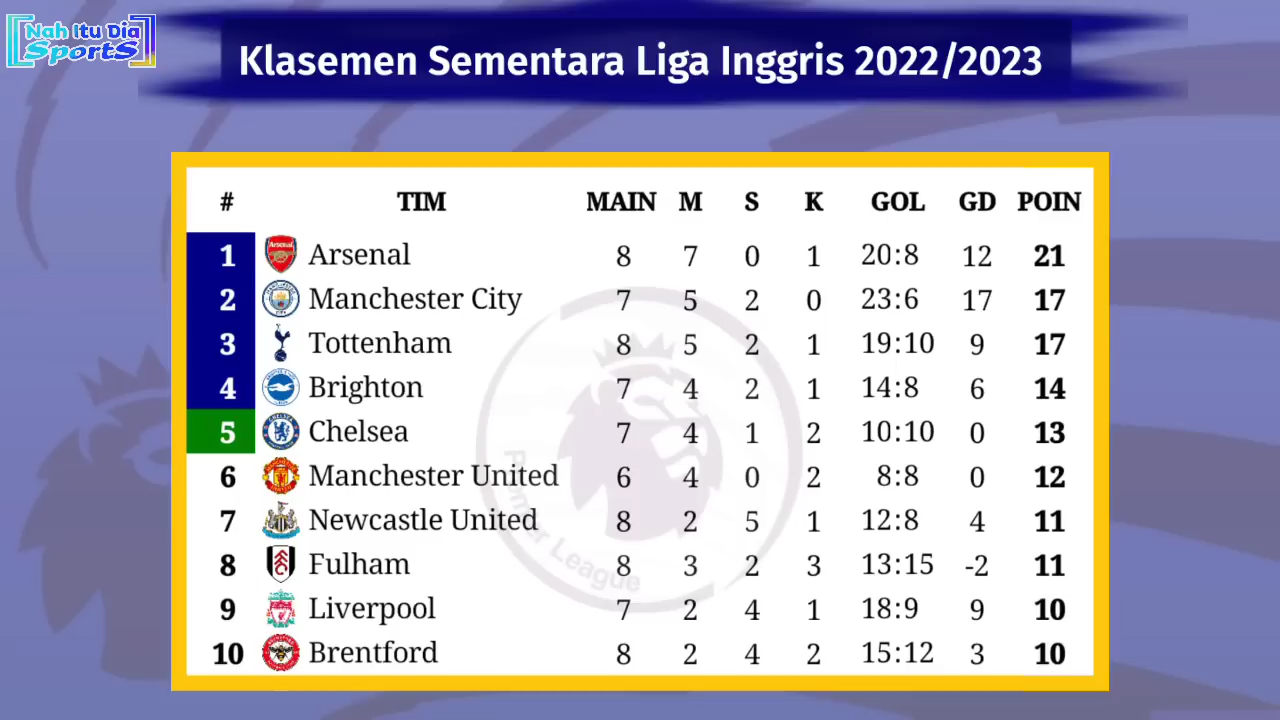 Nah Itu Dia
Sports
Klasemen Sementara Liga Inggris 2022/2023
# TIM MAIN M S K GOL GD POIN
1 Arsenal 8 7 0 1 20:8 12 21
2 Manchester City 7 5 2 0 23:6 17 17
3 Tottenham 8 5 2 1 19:10 9 17
4 Brighton 7 4 2 1 14:8 6 14
5 Chelsea 7 4 1 2 10:10 0 13
6 Manchester United 6 4 0 2 8:8 0 12
7 Newcastle United 8 2 5 1 12:8 4 11
8 Fulham 8 3 2 3 13:15 -2 11
9 Liverpool 7 2 4 1 18:9 9 10
10 Brentford 8 2 4 2 15:12 3 10
Premier League